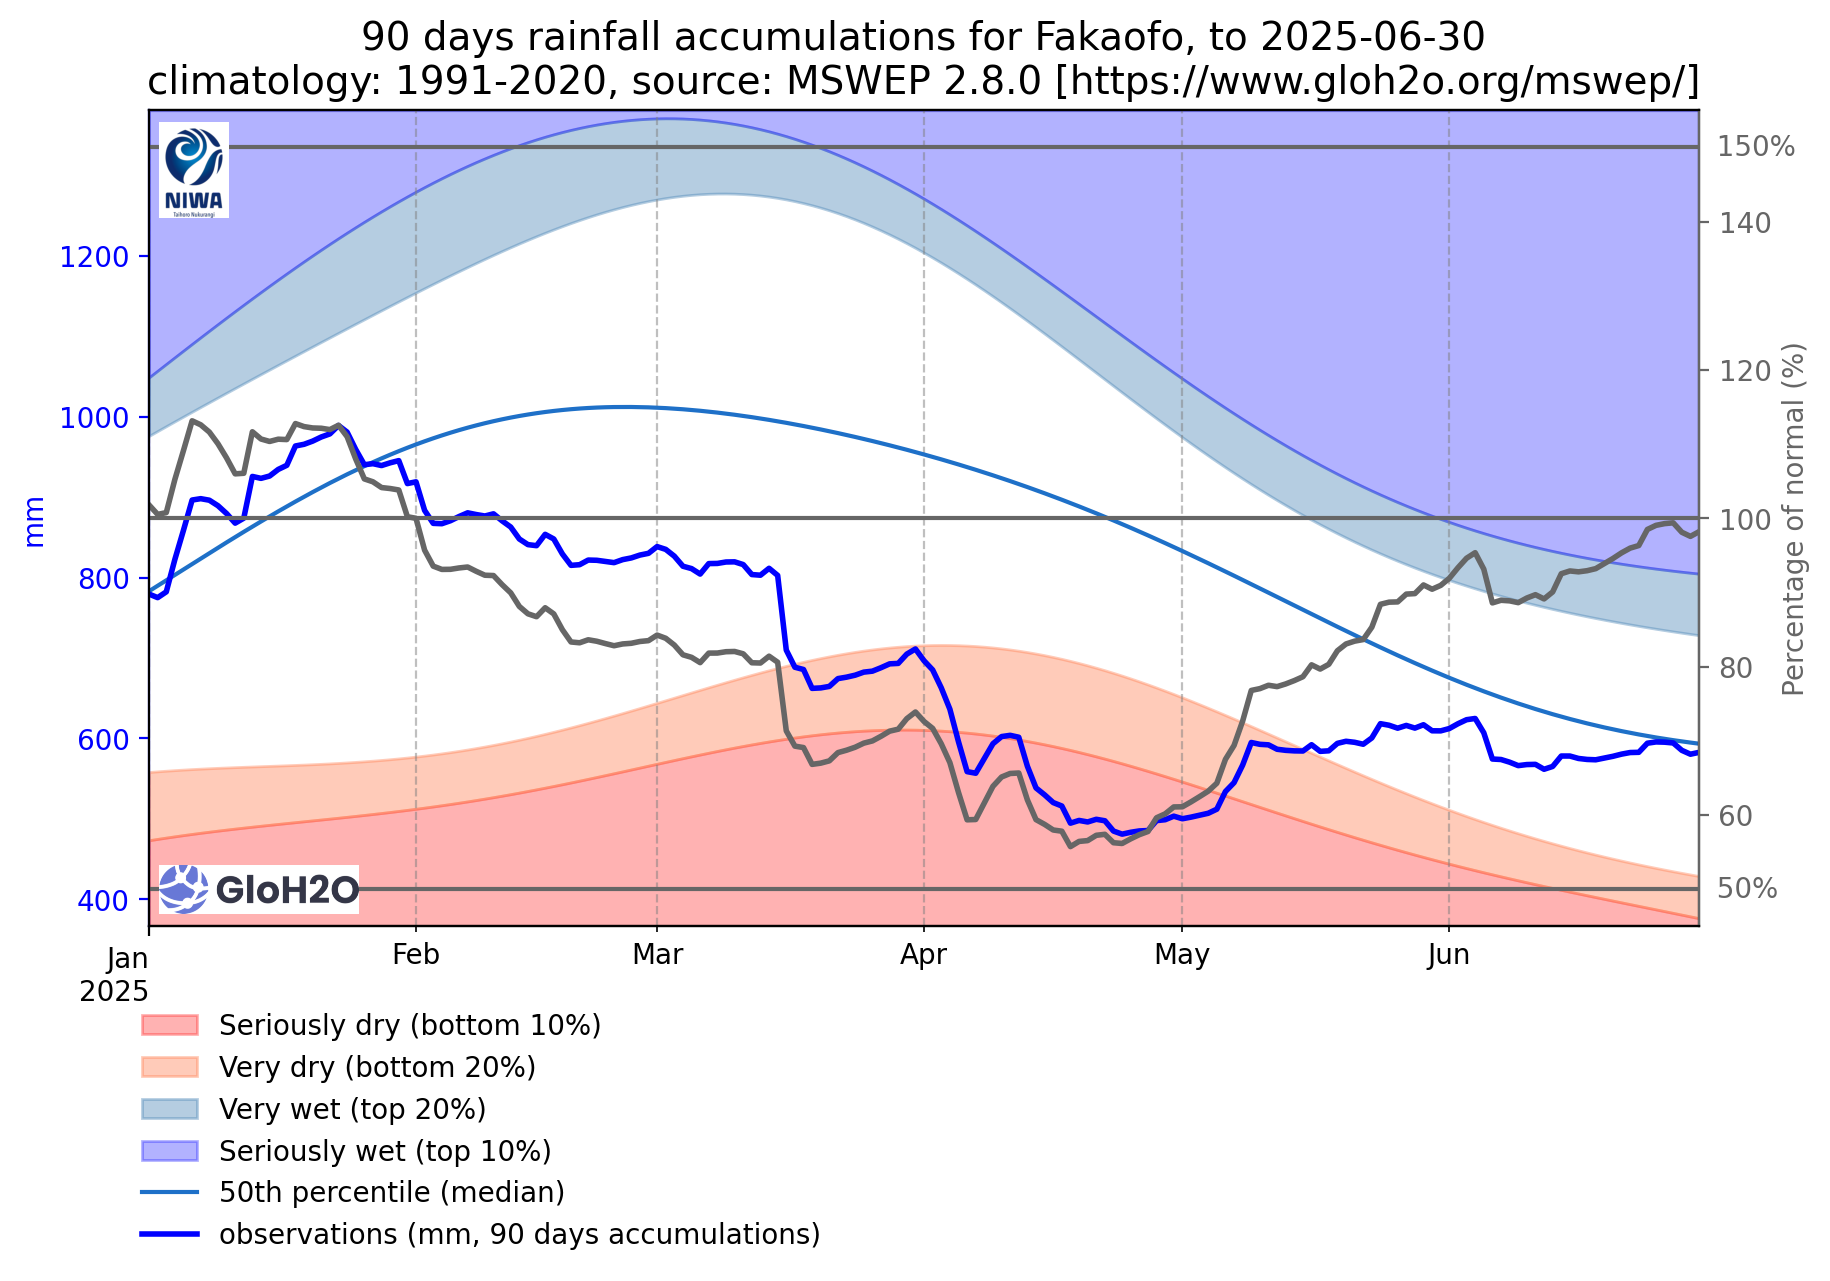 90 days rainfall accumulations for Fakaofo, to 2025-06-30
climatology: 1991-2020, source: MSWEP 2.8.0 [https://www.gloh2o.org/mswep/]
NIWA
Taihoro Nukurangi
1200
1000
800
600
400
mm
150%
140
120
100
80
60
50%
Percentage of normal (%)
GloH2O
Jan
2025
Feb
Mar
Apr
May
Jun
Seriously dry (bottom 10%)
Very dry (bottom 20%)
Very wet (top 20%)
Seriously wet (top 10%)
50th percentile (median)
observations (mm, 90 days accumulations)